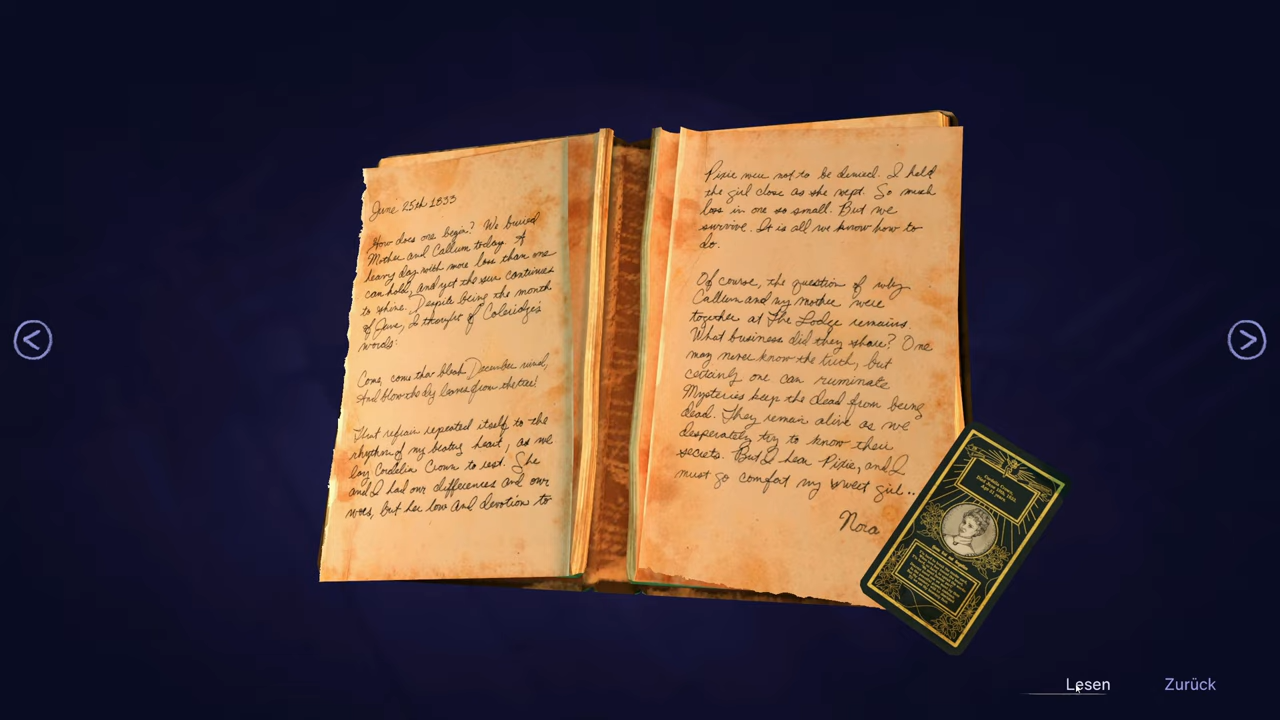 June 25th 1833
How does one begin? We buried
Mother and Callum today. A
heavy day with more loss than one
can hold, and yet the sun continues
to shine. Despite being the month
of June, I thought of Coleridge's
words:
Come, come thou bleak December wind,
And blow the dry leaves from the tree!
That refrain repeated itself to the
rhythm of my beating heart, as we
lay Cordelia Crown to rest. She
and I had our differences and our
woes, but her love and devotion to
Pixie were not to be denied. I held
the girl close as she wept. So much
loss in one so small. But we
survive. It is all we know how to
do.
Of course, the question of why
Callum and my mother were
together at The Lodge remains.
What business did they share? One
may never know the truth, but
certainly one can ruminate
Mysteries keep the dead from being
dead. They remain alive as we
desperately try to know their
secrets. But I hear Pixie, and I
must go comfort my sweet girl..
Nora
Lesen
Zurück